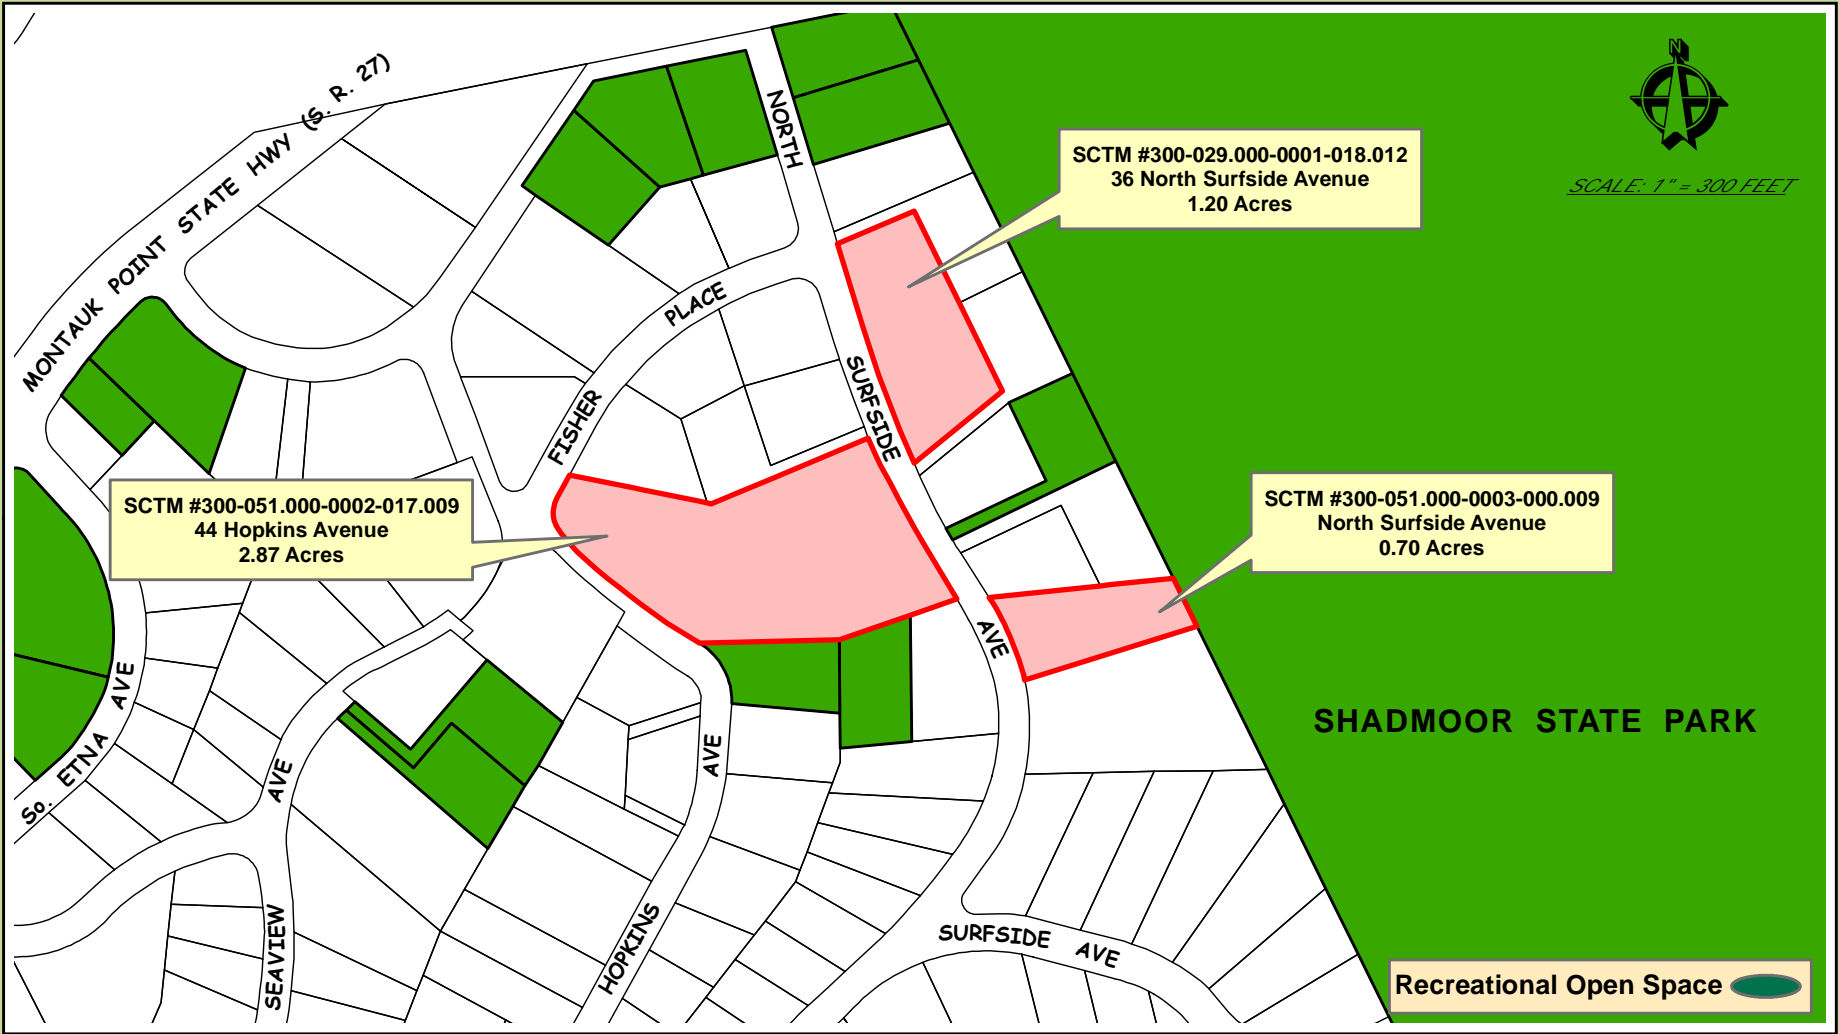 MONTAUK POINT STATE HWY (S. R. 27)
NORTH
N
SCALE: 1" = 300 FEET
SCTM #300-029.000-0001-018.012
36 North Surfside Avenue
1.20 Acres
FISHER PLACE
SURFSIDE
SCTM #300-051.000-0002-017.009
44 Hopkins Avenue
2.87 Acres
SCTM #300-051.000-0003-000.009
North Surfside Avenue
0.70 Acres
AVE
So. ETNA AVE
SHADMOOR STATE PARK
SEAVIEW AVE
HOPKINS AVE
SURFSIDE AVE
Recreational Open Space